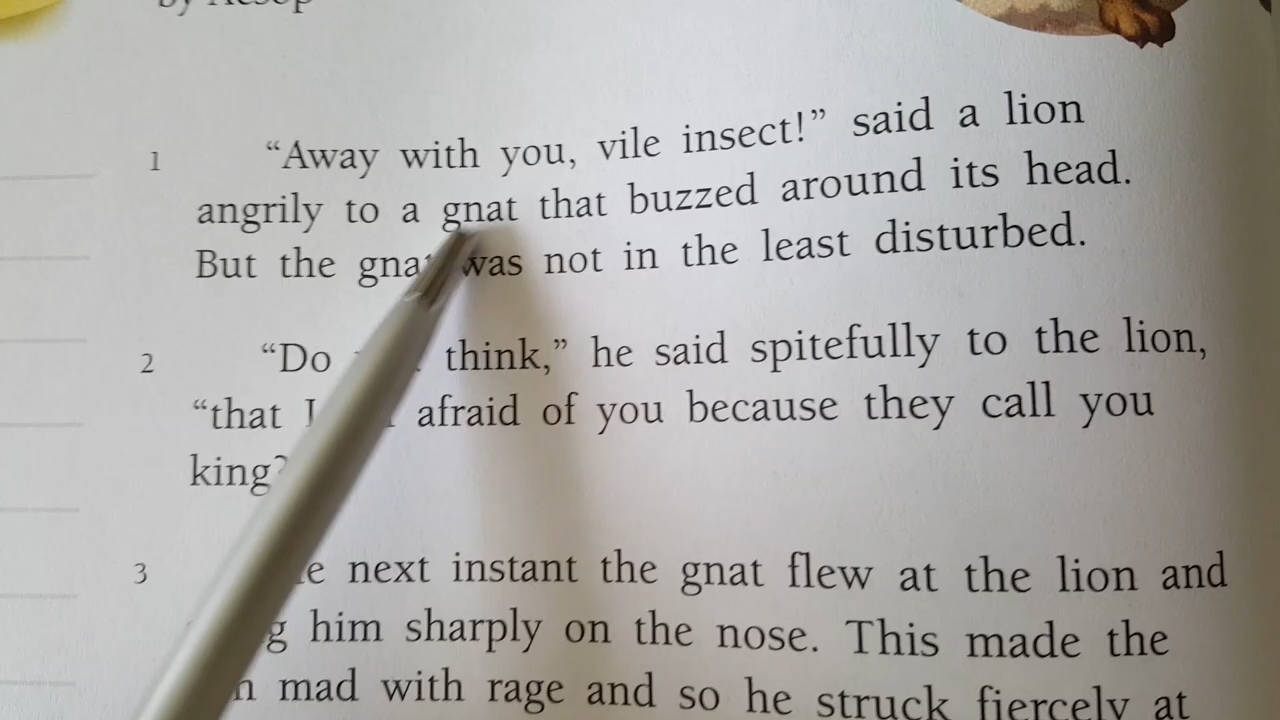 by Aesop
1 “Away with you, vile insect!” said a lion
angrily to a gnat that buzzed around its head.
But the gnat was not in the least disturbed.
2 “Do think,” he said spitefully to the lion,
“that I afraid of you because they call you
king?
3 next instant the gnat flew at the lion and
him sharply on the nose. This made the
mad with rage and so he struck fiercely at